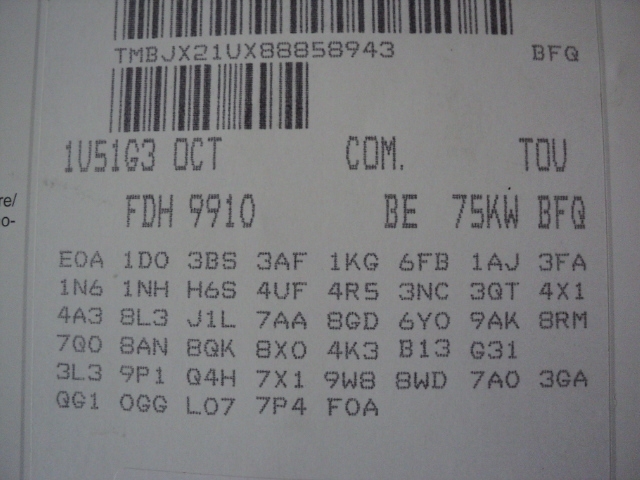 TMBJX21UX88858943 BFQ
1U51G3 OCT COM. TOU
re/
FDH 9910 BE 75KW BFQ
o-
E0A 1D0 3BS 3AF 1KG 6FB 1AJ 3FA
1N6 1NH H6S 4UF 4R5 3NC 3QT 4X1
4A3 8L3 J1L 7AA 8GD 6Y0 9AK 8RM
7Q0 8AN 8QK 8X0 4K3 B13 G31
3L3 9P1 Q4H 7X1 9W8 8WD 7A0 3GA
QG1 0GG L07 7P4 F0A